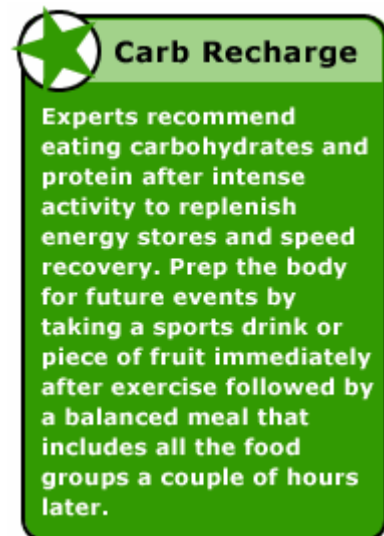 Carb Recharge
Experts recommend
eating carbohydrates and
protein after intense
activity to replenish
energy stores and speed
recovery. Prep the body
for future events by
taking a sports drink or
piece of fruit immediately
after exercise followed by
a balanced meal that
includes all the food
groups a couple of hours
later.